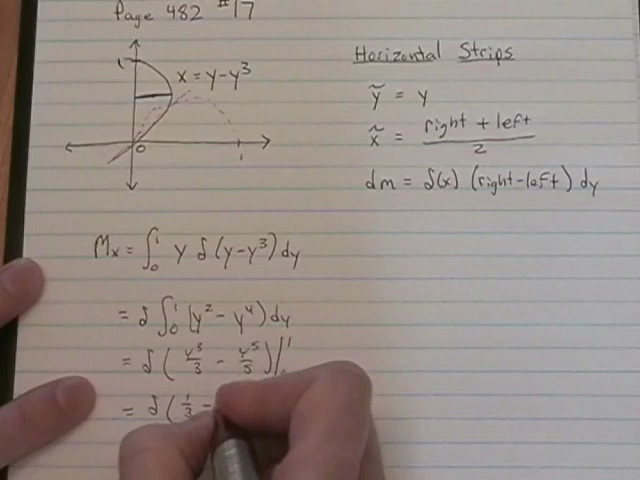 Page 482 #17
1
x = y - y³
0
1
Horizontal Strips
ỹ = y
x̃ = (right + left)/2
dm = δ(x) (right - left) dy
Mx = ∫₀¹ y δ (y - y³) dy
= δ ∫₀¹ (y² - y⁴) dy
= δ ( y³/3 - y⁵/5 ) |¹
= δ ( 1/3 -